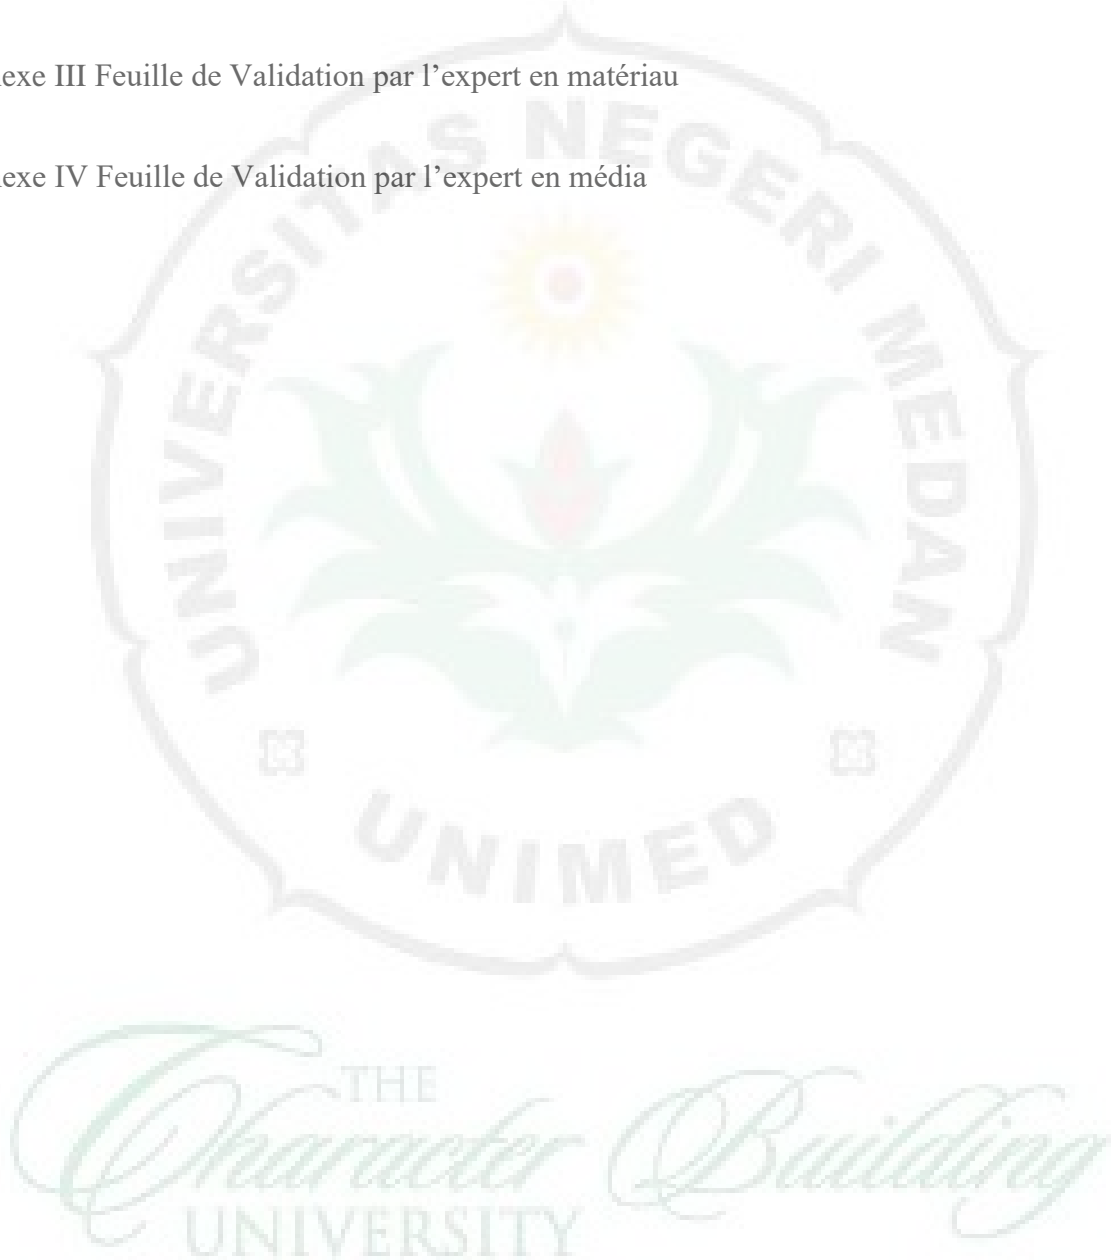 exe III Feuille de Validation par l’expert en matériau
exe IV Feuille de Validation par l’expert en média
UNIVERSITAS NEGERI MEDAN
UNIMED
THE
Character Building
UNIVERSITY